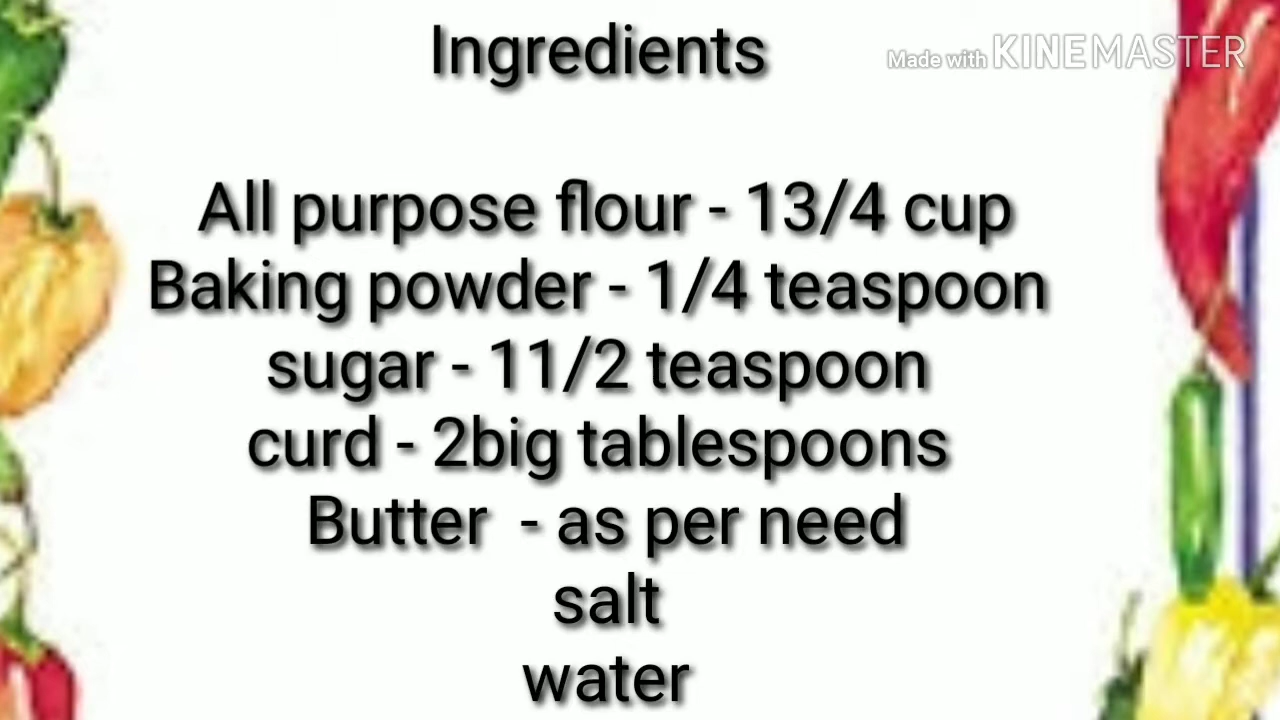 Ingredients
Made with KINEMASTER
All purpose flour - 13/4 cup
Baking powder - 1/4 teaspoon
sugar - 11/2 teaspoon
curd - 2big tablespoons
Butter  - as per need
salt
water